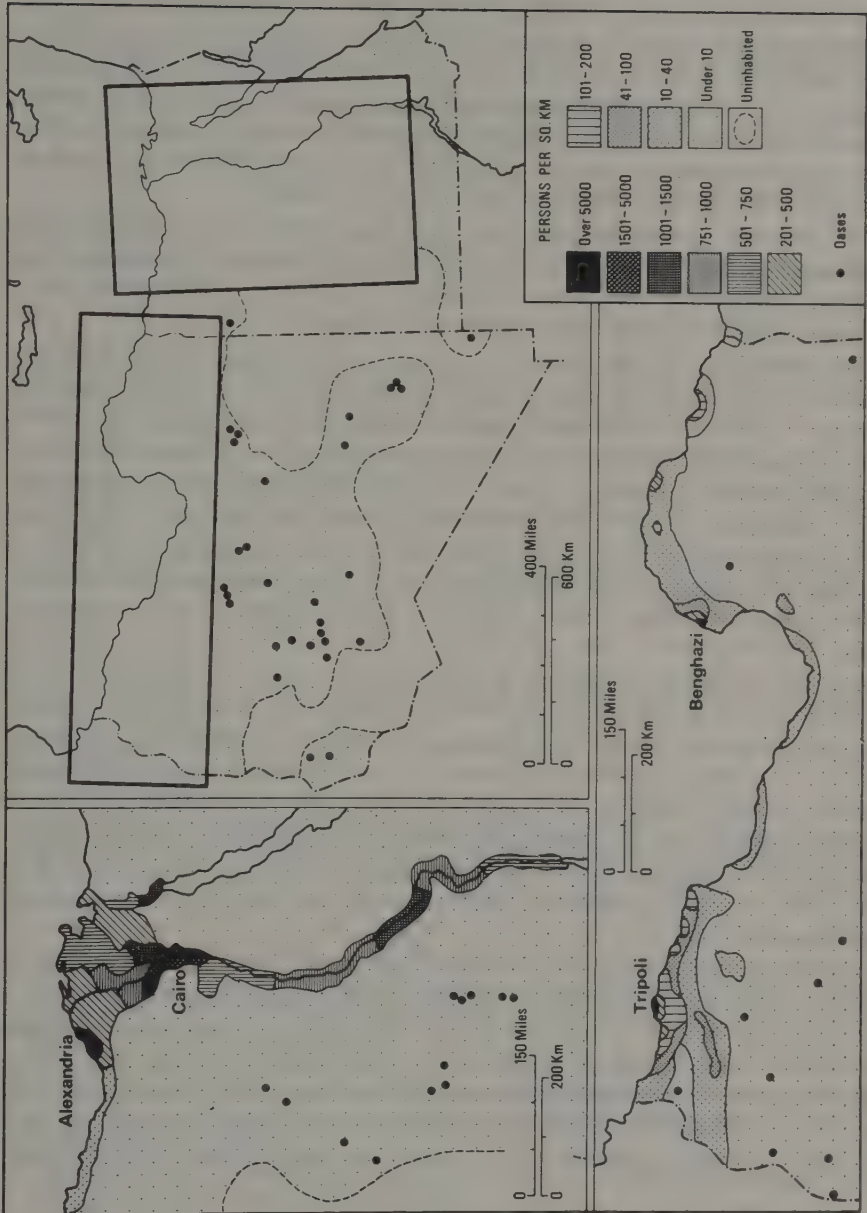 Alexandria
Cairo
150 Miles
0
0
200 Km
400 Miles
0
0
600 Km
PERSONS PER SQ. KM
Over 5000
1501-5000
1001-1500
751-1000
501-750
201-500
101-200
41-100
10-40
Under 10
Uninhabited
Oases
Tripoli
Benghazi
150 Miles
0
0
200 Km